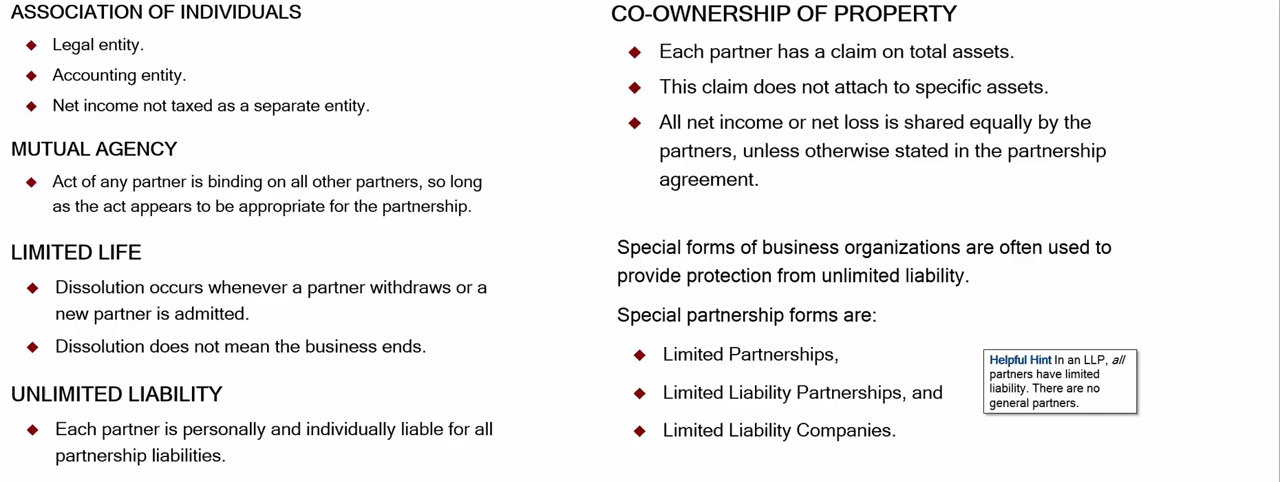 ASSOCIATION OF INDIVIDUALS
Legal entity.
Accounting entity.
Net income not taxed as a separate entity.
MUTUAL AGENCY
Act of any partner is binding on all other partners, so long
as the act appears to be appropriate for the partnership.
LIMITED LIFE
Dissolution occurs whenever a partner withdraws or a
new partner is admitted.
Dissolution does not mean the business ends.
UNLIMITED LIABILITY
Each partner is personally and individually liable for all
partnership liabilities.
CO-OWNERSHIP OF PROPERTY
Each partner has a claim on total assets.
This claim does not attach to specific assets.
All net income or net loss is shared equally by the
partners, unless otherwise stated in the partnership
agreement.
Special forms of business organizations are often used to
provide protection from unlimited liability.
Special partnership forms are:
Limited Partnerships,
Limited Liability Partnerships, and
Limited Liability Companies.
Helpful Hint In an LLP, all
partners have limited
liability. There are no
general partners.